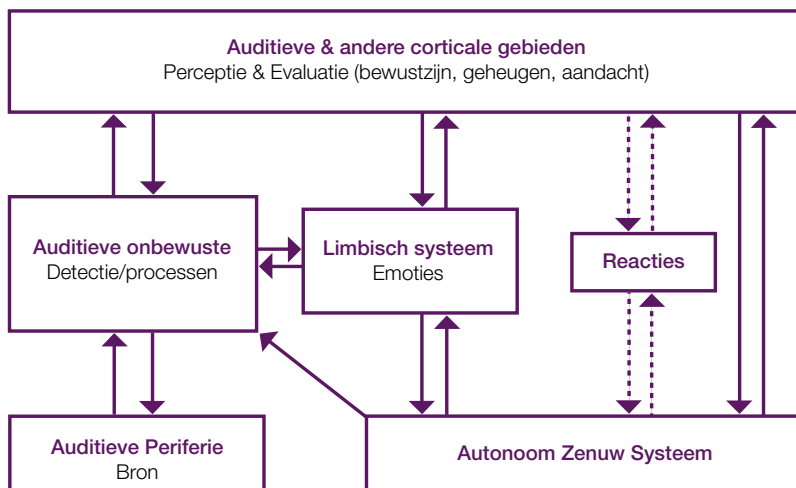 Auditieve & andere corticale gebieden
Perceptie & Evaluatie (bewustzijn, geheugen, aandacht)
Auditieve onbewuste
Detectie/processen
Limbisch systeem
Emoties
Reacties
Auditieve Periferie
Bron
Autonoom Zenuw Systeem